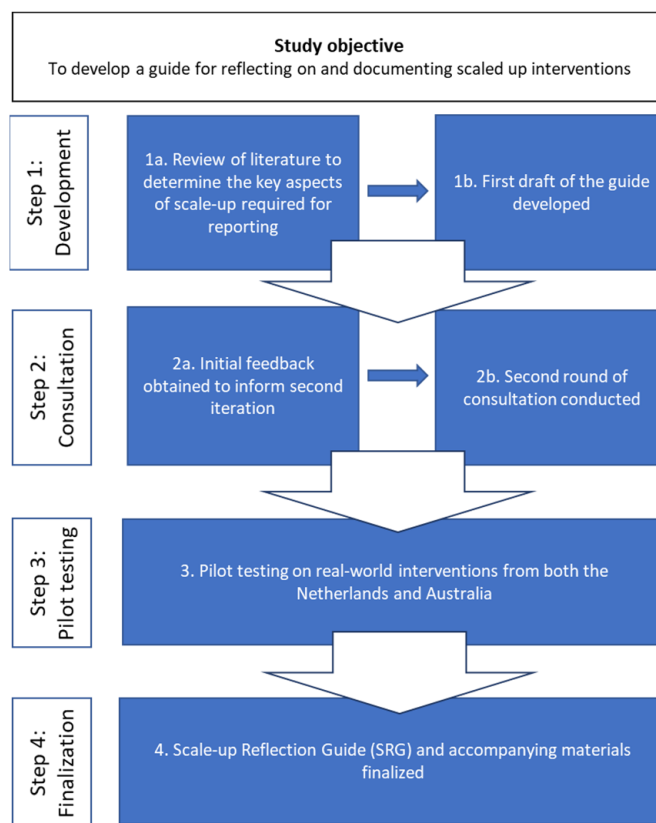 Study objective
To develop a guide for reflecting on and documenting scaled up interventions
Step 1:
Development
1a. Review of literature to
determine the key aspects
of scale-up required for
reporting
1b. First draft of the guide
developed
Step 2:
Consultation
2a. Initial feedback
obtained to inform second
iteration
2b. Second round of
consultation conducted
Step 3:
Pilot testing
3. Pilot testing on real-world interventions from both the
Netherlands and Australia
Step 4:
Finalization
4. Scale-up Reflection Guide (SRG) and accompanying materials
finalized